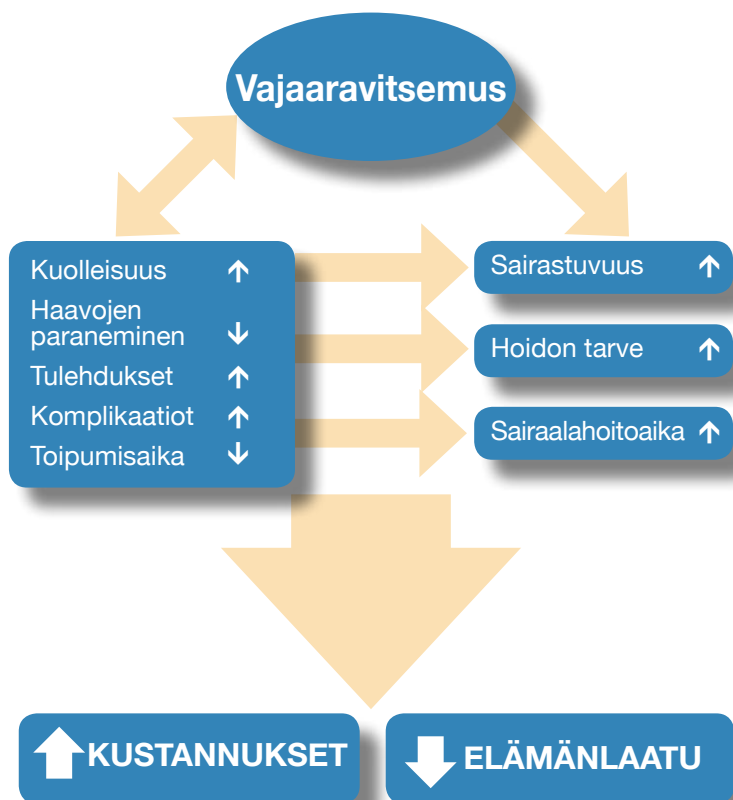 Vajaaravitsemus
Kuolleisuus ↑
Haavojen
paraneminen ↓
Tulehdukset ↑
Komplikaatiot ↑
Toipumisaika ↓
Sairastuvuus ↑
Hoidon tarve ↑
Sairaalahoitoaika ↑
KUSTANNUKSET
ELÄMÄNLAATU